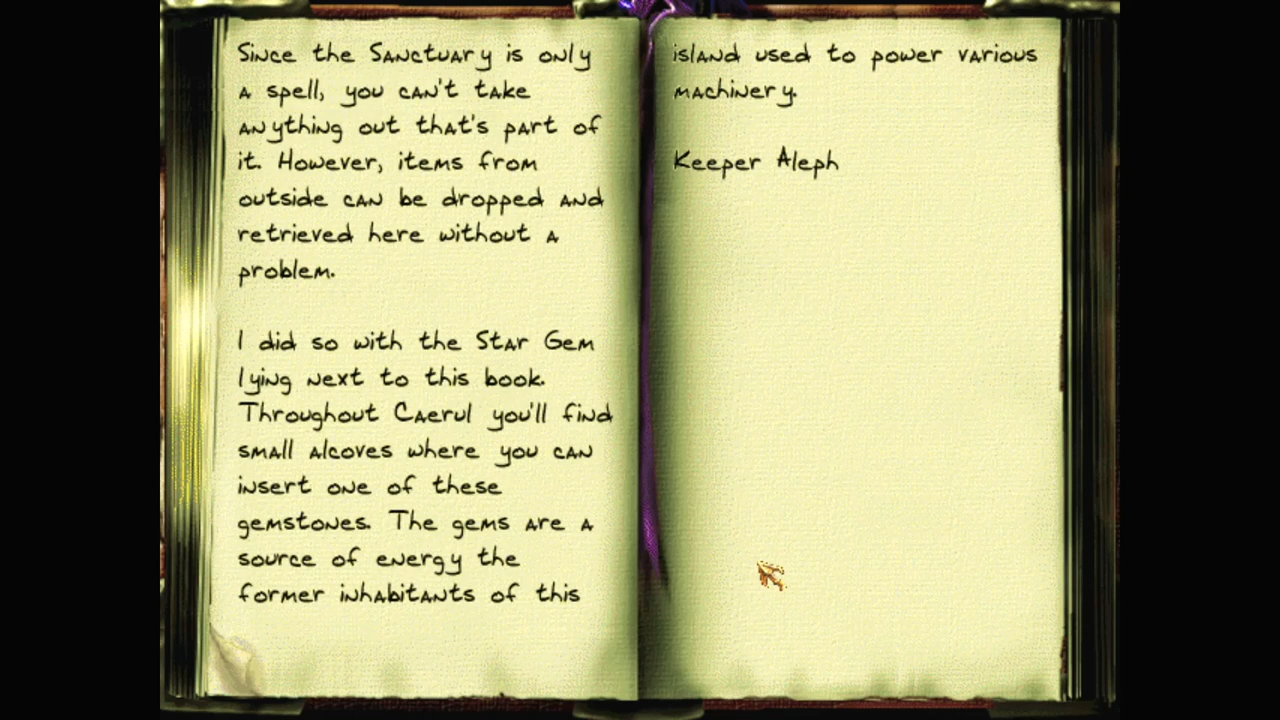 Since the Sanctuary is only
a spell, you can't take
anything out that's part of
it. However, items from
outside can be dropped and
retrieved here without a
problem.
I did so with the Star Gem
lying next to this book.
Throughout Caerul you'll find
small alcoves where you can
insert one of these
gemstones. The gems are a
source of energy the
former inhabitants of this
island used to power various
machinery.
Keeper Aleph